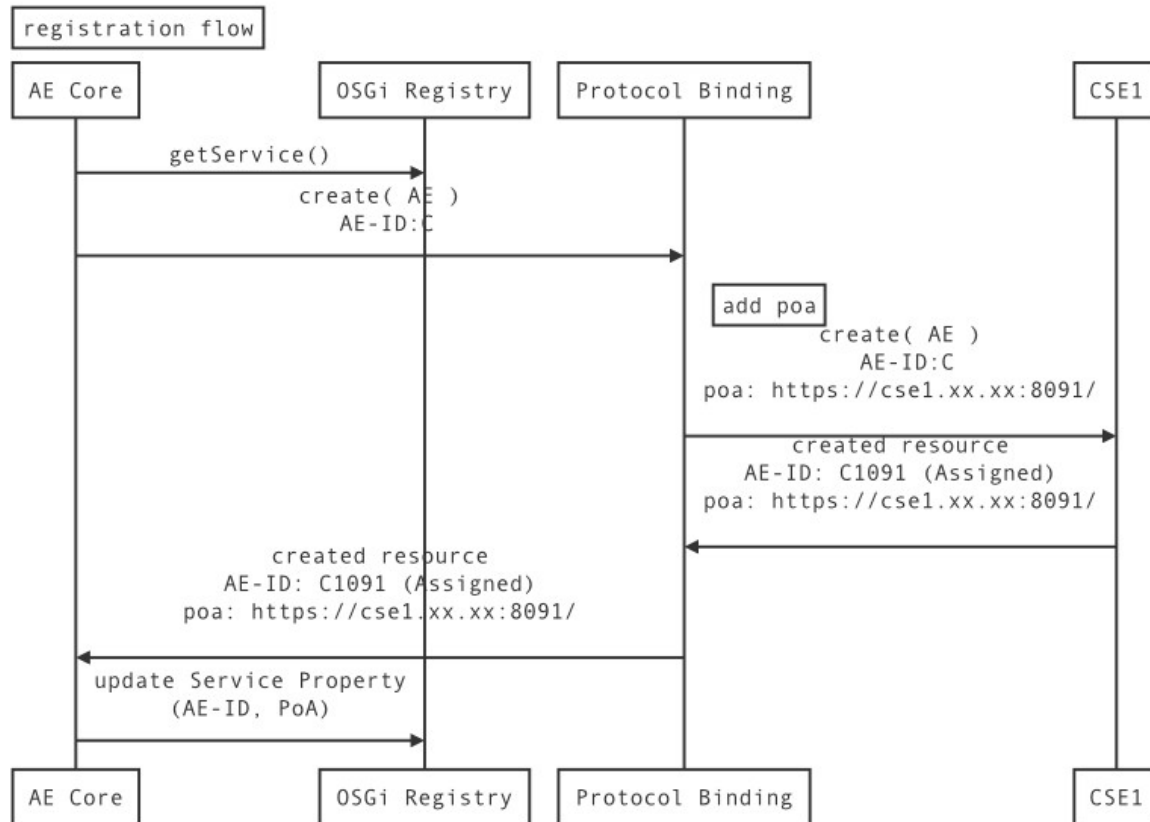 registration flow
AE Core
OSGi Registry
Protocol Binding
CSE1
getService()
create( AE )
AE-ID:C
add poa
create( AE )
AE-ID:C
poa: https://cse1.xx.xx:8091/
created resource
AE-ID: C1091 (Assigned)
poa: https://cse1.xx.xx:8091/
created resource
AE-ID: C1091 (Assigned)
poa: https://cse1.xx.xx:8091/
update Service Property
(AE-ID, PoA)
AE Core
OSGi Registry
Protocol Binding
CSE1